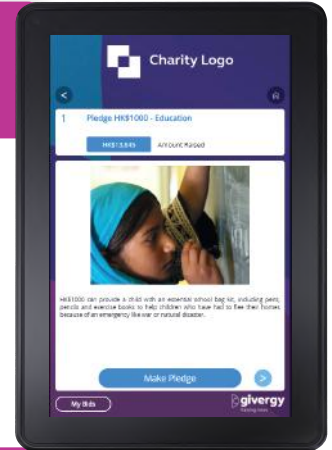 Charity Logo
<
1 Pledge HK$1000 - Education
HK$13,845 Amount Raised
HK$1000 can provide a child with an essential school bag kit, including pens,
pencils and exercise books to help children who have had to flee their homes
because of an emergency like war or natural disaster.
Make Pledge >
My Bids
givergy